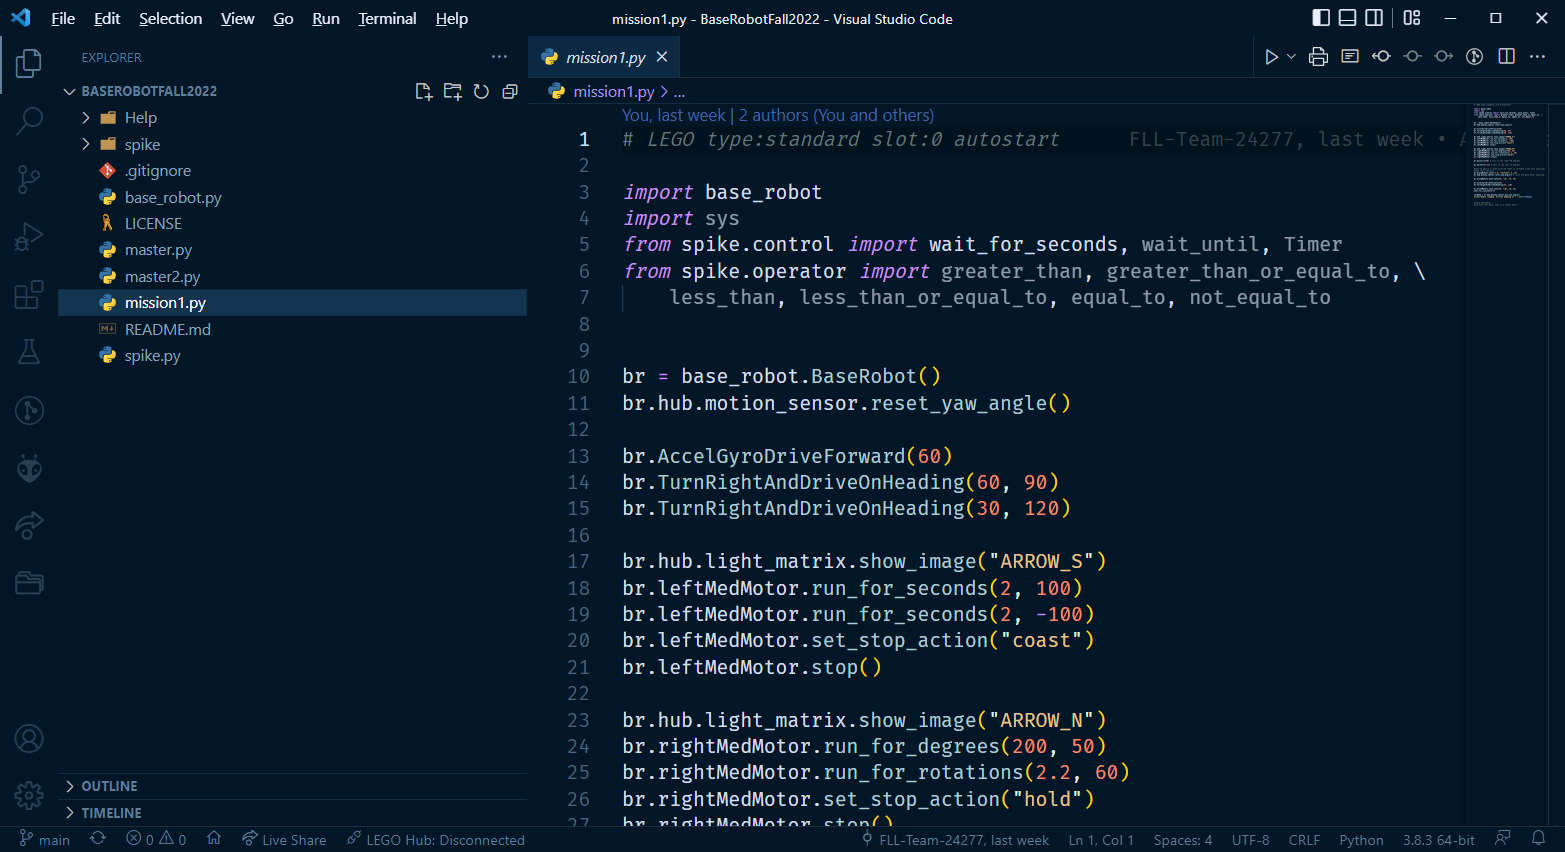 File Edit Selection View Go Run Terminal Help mission1.py - BaseRobotFall2022 - Visual Studio Code
EXPLORER
BASEROBOTFALL2022
Help
spike
.gitignore
base_robot.py
LICENSE
master.py
master2.py
mission1.py
README.md
spike.py
OUTLINE
TIMELINE
mission1.py
mission1.py > ...
You, last week | 2 authors (You and others)
1 # LEGO type:standard slot:0 autostart FLL-Team-24277, last week •
2
3 import base_robot
4 import sys
5 from spike.control import wait_for_seconds, wait_until, Timer
6 from spike.operator import greater_than, greater_than_or_equal_to, \
7 less_than, less_than_or_equal_to, equal_to, not_equal_to
8
9
10 br = base_robot.BaseRobot()
11 br.hub.motion_sensor.reset_yaw_angle()
12
13 br.AccelGyroDriveForward(60)
14 br.TurnRightAndDriveOnHeading(60, 90)
15 br.TurnRightAndDriveOnHeading(30, 120)
16
17 br.hub.light_matrix.show_image("ARROW_S")
18 br.leftMedMotor.run_for_seconds(2, 100)
19 br.leftMedMotor.run_for_seconds(2, -100)
20 br.leftMedMotor.set_stop_action("coast")
21 br.leftMedMotor.stop()
22
23 br.hub.light_matrix.show_image("ARROW_N")
24 br.rightMedMotor.run_for_degrees(200, 50)
25 br.rightMedMotor.run_for_rotations(2.2, 60)
26 br.rightMedMotor.set_stop_action("hold")
27 br.rightMedMotor.stop()
main 0 0 Live Share LEGO Hub: Disconnected FLL-Team-24277, last week Ln 1, Col 1 Spaces: 4 UTF-8 CRLF Python 3.8.3 64-bit